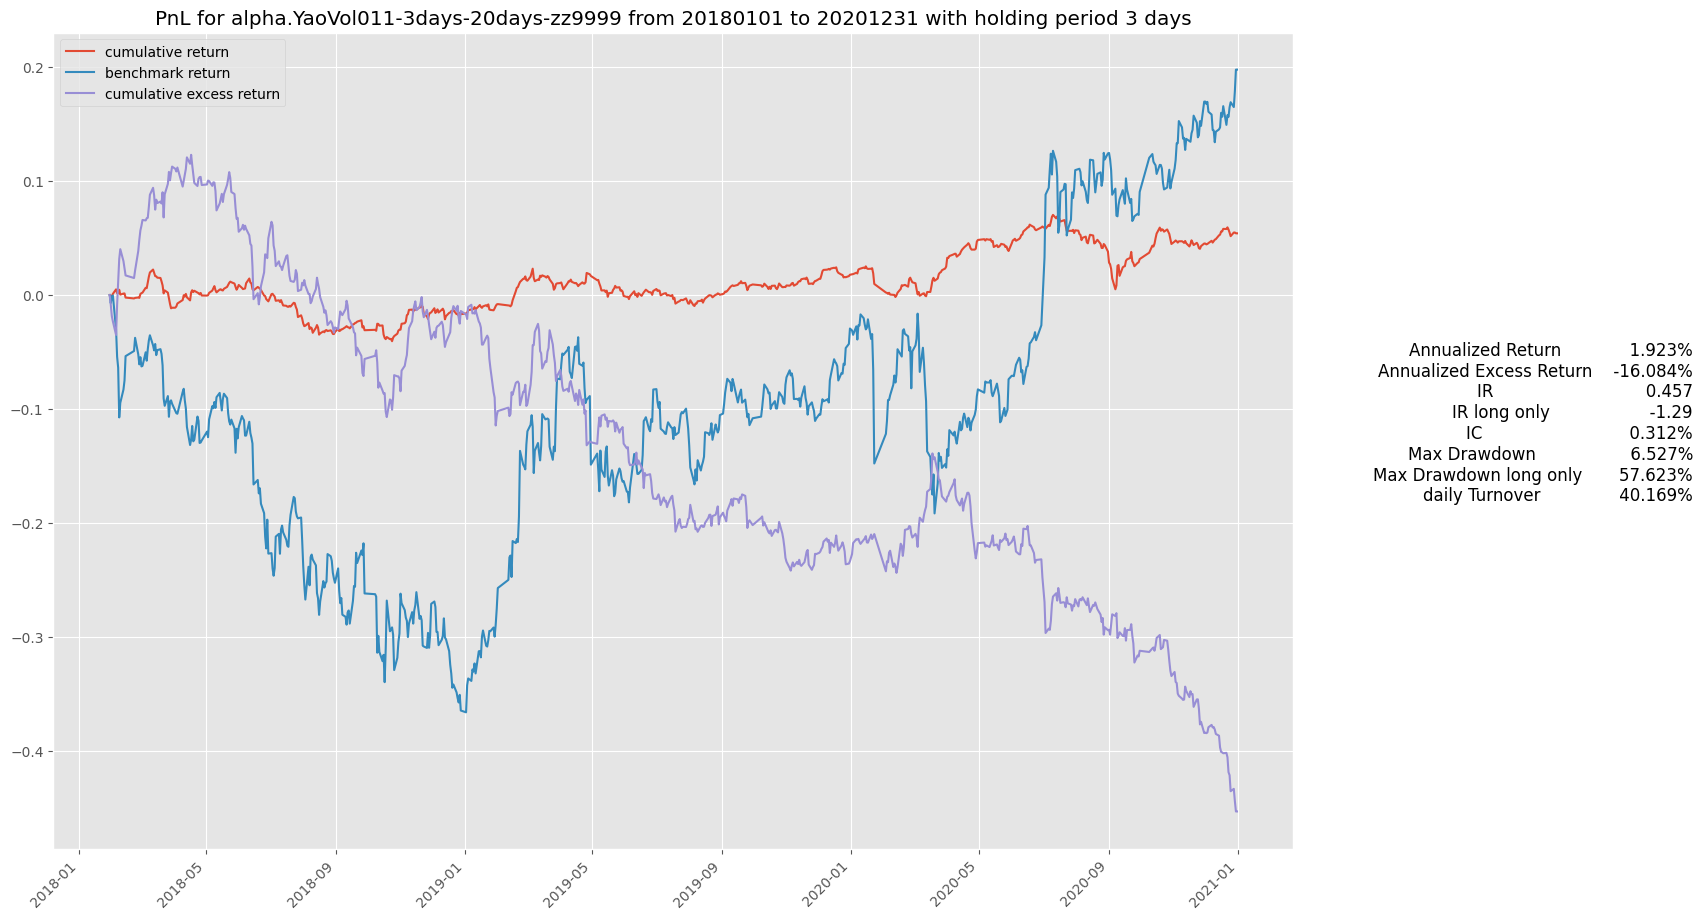 PnL for alpha.YaoVol011-3days-20days-zz9999 from 20180101 to 20201231 with holding period 3 days
cumulative return
benchmark return
cumulative excess return
0.2
0.1
0.0
−0.1
−0.2
−0.3
−0.4
2018-01
2018-05
2018-09
2019-01
2019-05
2019-09
2020-01
2020-05
2020-09
2021-01
Annualized Return 1.923%
Annualized Excess Return -16.084%
IR 0.457
IR long only -1.29
IC 0.312%
Max Drawdown 6.527%
Max Drawdown long only 57.623%
daily Turnover 40.169%